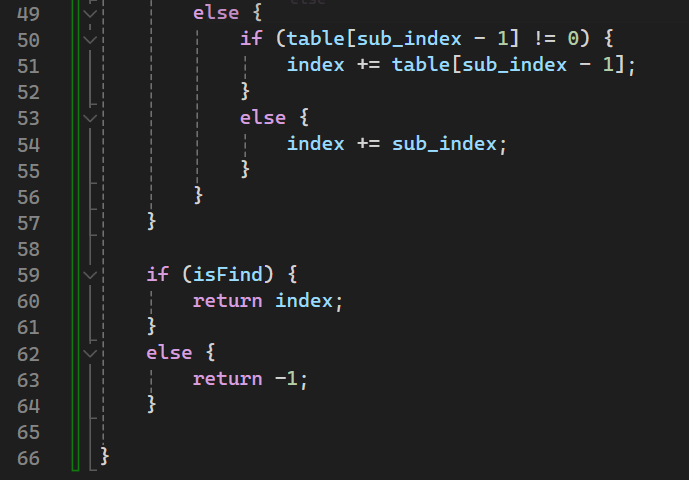 49 else {
50 if (table[sub_index - 1] != 0) {
51 index += table[sub_index - 1];
52 }
53 else {
54 index += sub_index;
55 }
56 }
57 }
58
59 if (isFind) {
60 return index;
61 }
62 else {
63 return -1;
64 }
65
66 }